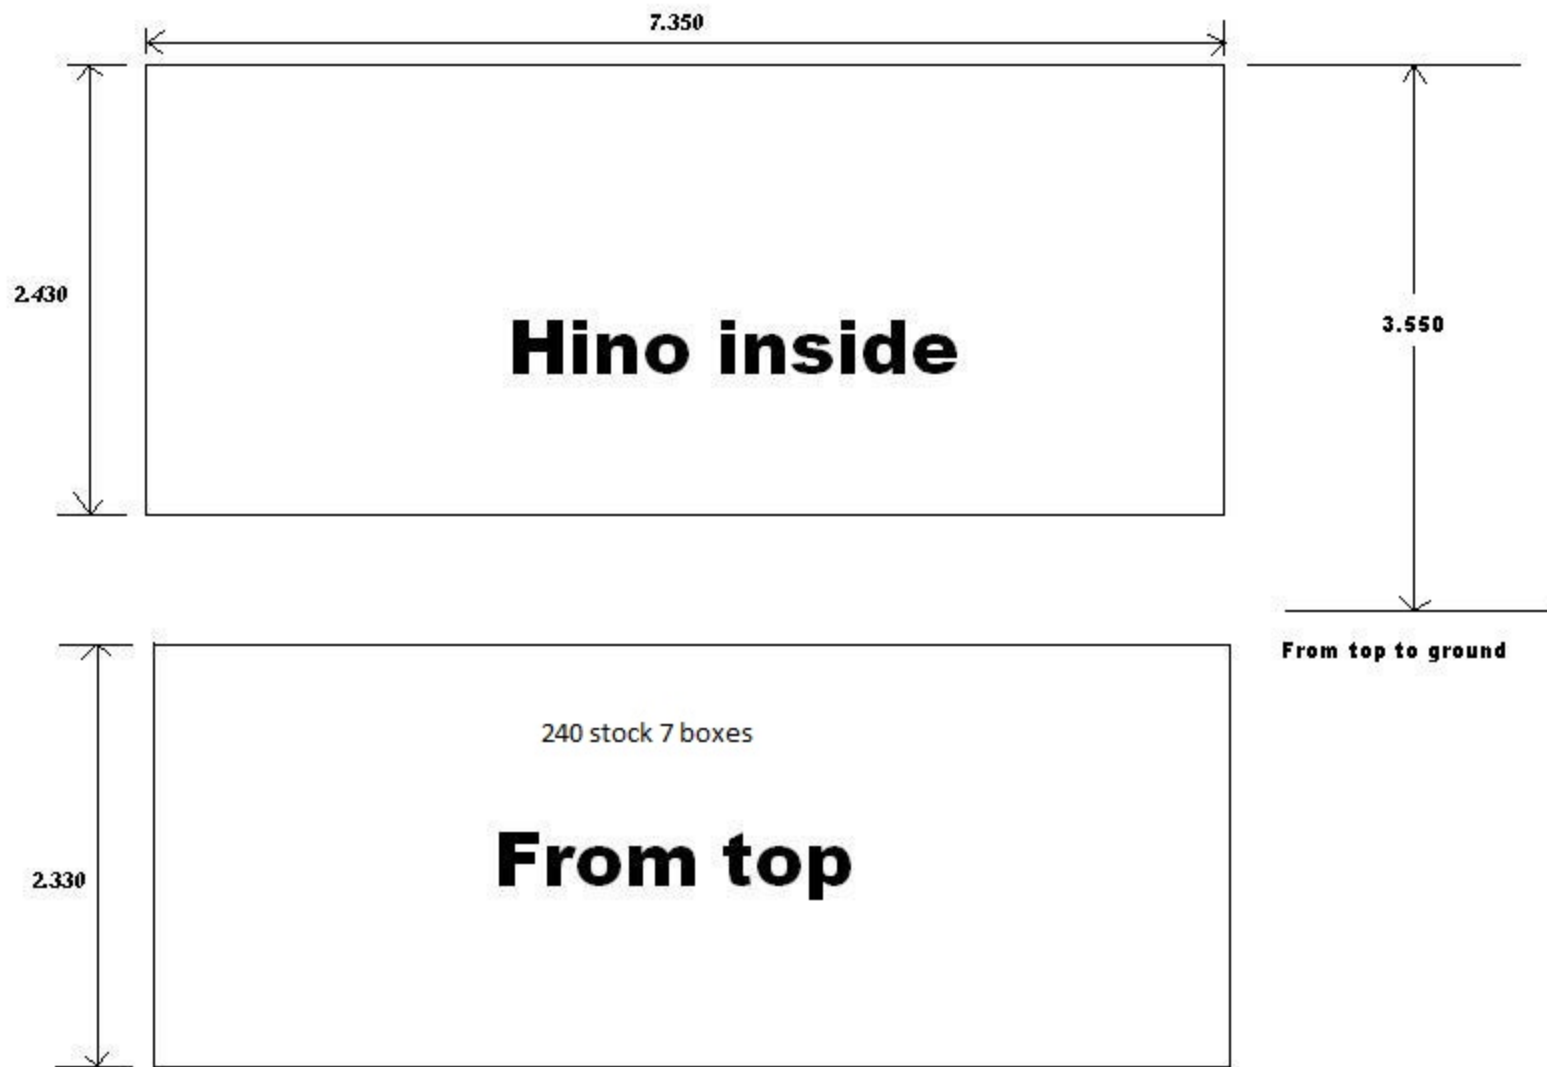 7.350
2.430
Hino inside
3.550
From top to ground
240 stock 7 boxes
From top
2.330